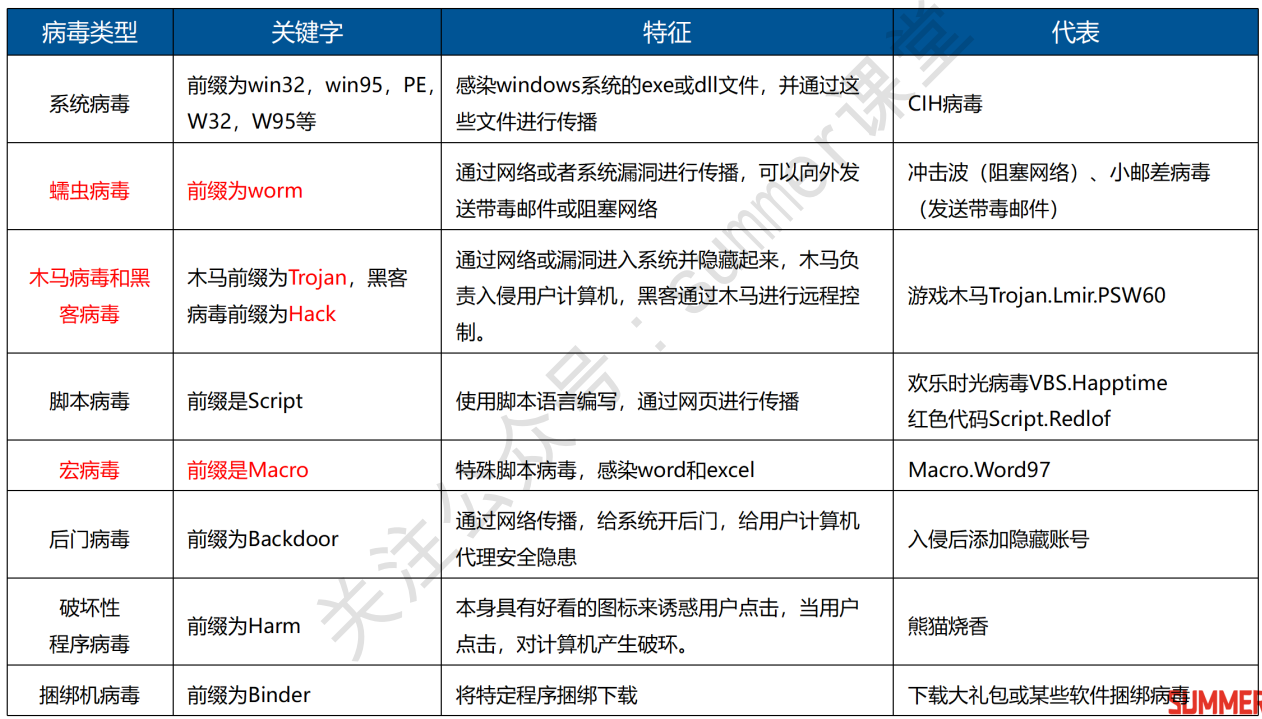 病毒类型 关键字 特征 代表
系统病毒
前缀为win32，win95，PE，
W32，W95等
感染windows系统的exe或dll文件，并通过这
些文件进行传播
CIH病毒
蠕虫病毒
前缀为worm
通过网络或者系统漏洞进行传播，可以向外发
送带毒邮件或阻塞网络
冲击波（阻塞网络）、小邮差病毒
（发送带毒邮件）
木马病毒和黑
客病毒
木马前缀为Trojan，黑客
病毒前缀为Hack
通过网络或漏洞进入系统并隐藏起来，木马负
责入侵用户计算机，黑客通过木马进行远程控
制。
游戏木马Trojan.Lmir.PSW60
脚本病毒
前缀是Script
使用脚本语言编写，通过网页进行传播
欢乐时光病毒VBS.Happtime
红色代码Script.Redlof
宏病毒
前缀是Macro
特殊脚本病毒，感染word和excel
Macro.Word97
后门病毒
前缀为Backdoor
通过网络传播，给系统开后门，给用户计算机
代理安全隐患
入侵后添加隐藏账号
破坏性
程序病毒
前缀为Harm
本身具有好看的图标来诱惑用户点击，当用户
点击，对计算机产生破环。
熊猫烧香
捆绑机病毒
前缀为Binder
将特定程序捆绑下载
下载大礼包或某些软件捆绑病毒
关注公众号：summer课堂
SUMMER